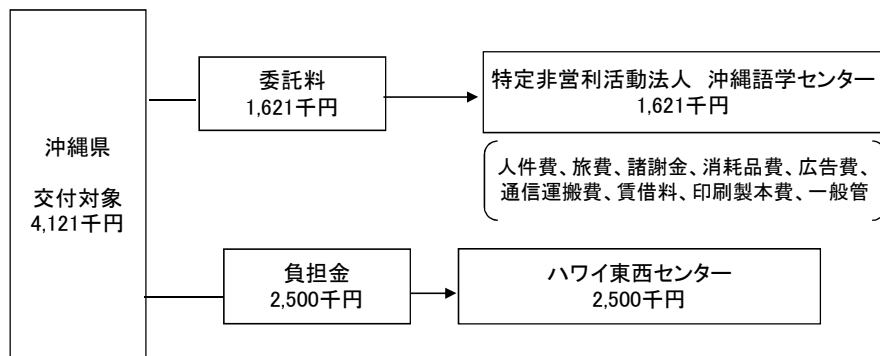 沖縄県
交付対象
4,121千円
委託料
1,621千円
特定非営利活動法人　沖縄語学センター
1,621千円
人件費、旅費、諸謝金、消耗品費、広告費、
通信運搬費、賃借料、印刷製本費、一般管
負担金
2,500千円
ハワイ東西センター
2,500千円